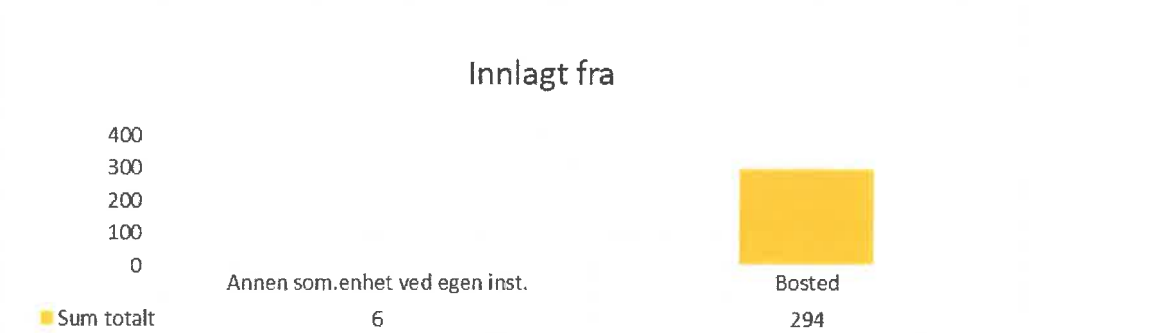 Innlagt fra
400
300
200
100
0
Annen som.enhet ved egen inst. Bosted
Sum totalt 6 294